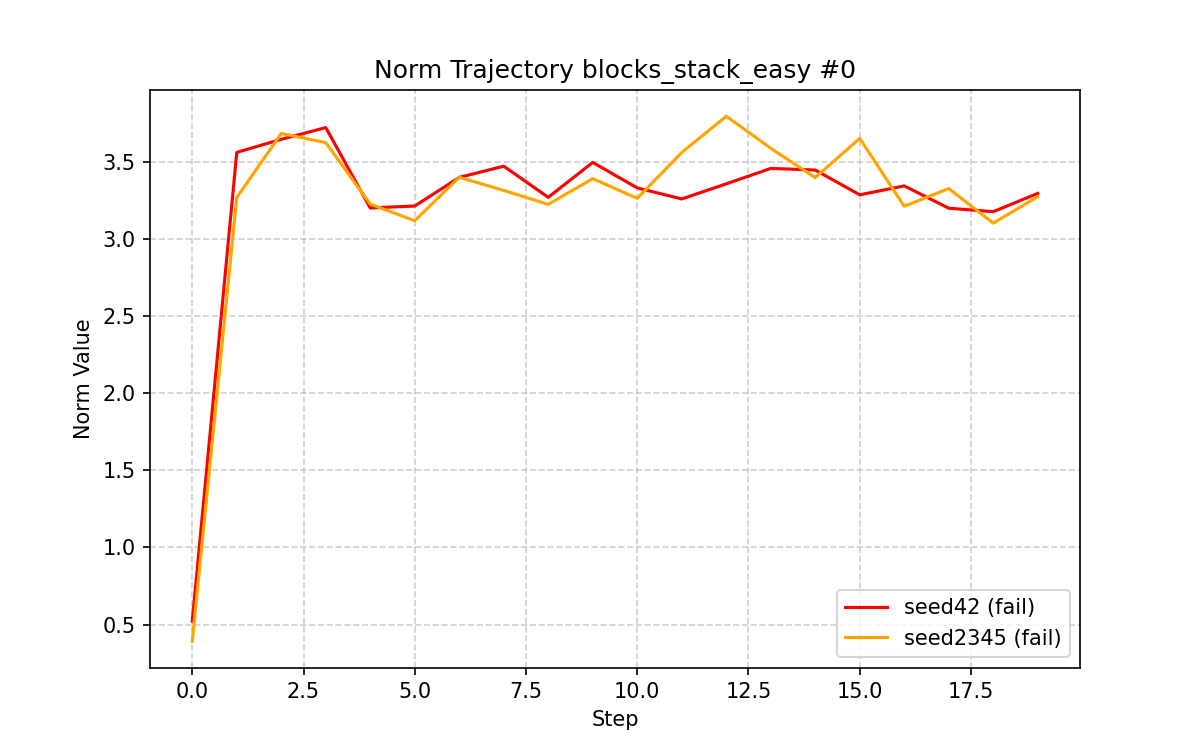 Norm Trajectory blocks_stack_easy #0
Norm Value
3.5
3.0
2.5
2.0
1.5
1.0
0.5
0.0 2.5 5.0 7.5 10.0 12.5 15.0 17.5
Step
seed42 (fail)
seed2345 (fail)